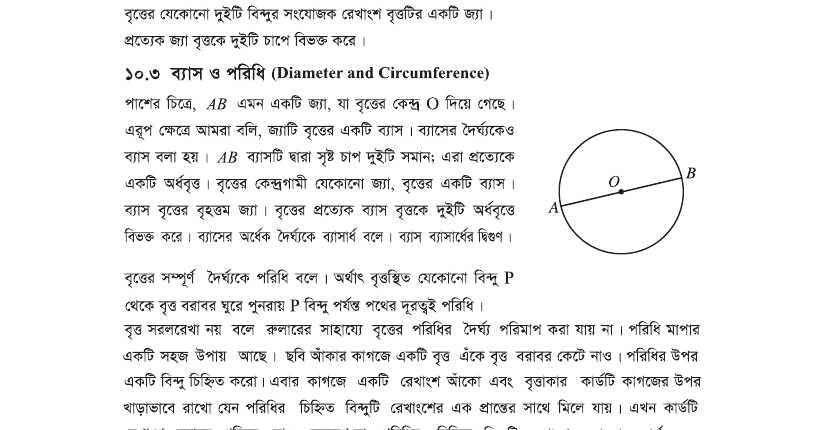 বৃত্তের যেকোনো দুইটি বিন্দুর সংযোজক রেখাংশ বৃত্তটির একটি জ্যা ।
প্রত্যেক জ্যা বৃত্তকে দুইটি চাপে বিভক্ত করে ।
১০.৩ ব্যাস ও পরিধি (Diameter and Circumference)
পাশের চিত্রে, AB এমন একটি জ্যা, যা বৃত্তের কেন্দ্র O দিয়ে গেছে ।
এরূপ ক্ষেত্রে আমরা বলি, জ্যাটি বৃত্তের একটি ব্যাস । ব্যাসের দৈর্ঘ্যকেও
ব্যাস বলা হয় । AB ব্যাসটি দ্বারা সৃষ্ট চাপ দুইটি সমান; এরা প্রত্যেকে
একটি অর্ধবৃত্ত । বৃত্তের কেন্দ্রগামী যেকোনো জ্যা, বৃত্তের একটি ব্যাস ।
ব্যাস বৃত্তের বৃহত্তম জ্যা । বৃত্তের প্রত্যেক ব্যাস বৃত্তকে দুইটি অর্ধবৃত্তে
বিভক্ত করে । ব্যাসের অর্ধেক দৈর্ঘ্যকে ব্যাসার্ধ বলে । ব্যাস ব্যাসার্ধের দ্বিগুণ ।
O
B
A
বৃত্তের সম্পূর্ণ দৈর্ঘ্যকে পরিধি বলে । অর্থাৎ বৃত্তস্থিত যেকোনো বিন্দু P
থেকে বৃত্ত বরাবর ঘুরে পুনরায় P বিন্দু পর্যন্ত পথের দূরত্বই পরিধি ।
বৃত্ত সরলরেখা নয় বলে রুলারের সাহায্যে বৃত্তের পরিধির দৈর্ঘ্য পরিমাপ করা যায় না । পরিধি মাপার
একটি সহজ উপায় আছে । ছবি আঁকার কাগজে একটি বৃত্ত এঁকে বৃত্ত বরাবর কেটে নাও । পরিধির উপর
একটি বিন্দু চিহ্নিত করো। এবার কাগজে একটি রেখাংশ আঁকো এবং বৃত্তাকার কার্ডটি কাগজের উপর
খাড়াভাবে রাখো যেন পরিধির চিহ্নিত বিন্দুটি রেখাংশের এক প্রান্তের সাথে মিলে যায় । এখন কার্ডটি